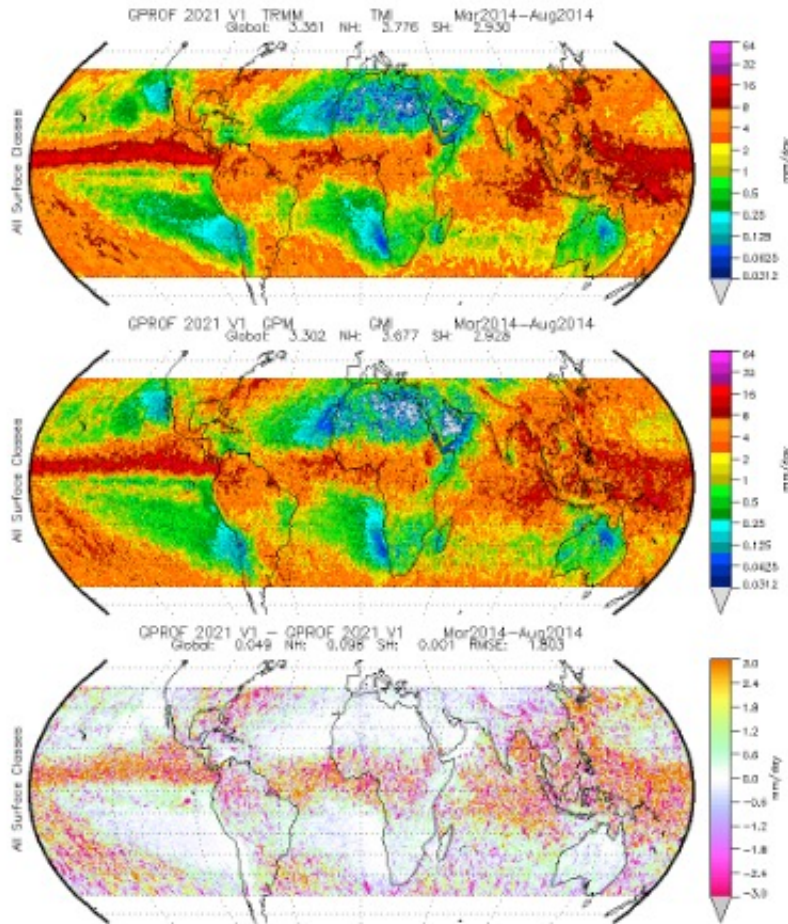 GPROF 2021 V1 TRMM TMI Mar2014-Aug2014
Global: 3.351 NH: 3.776 SH: 2.930
All Surface Classes
64
32
16
8
4
2
1
0.5
0.25
0.125
0.0625
0.0312
mm/day
GPROF 2021 V1 GPM GMI Mar2014-Aug2014
Global: 3.302 NH: 3.677 SH: 2.928
All Surface Classes
64
32
16
8
4
2
1
0.5
0.25
0.125
0.0625
0.0312
mm/day
GPROF 2021 V1 - GPROF 2021 V1 Mar2014-Aug2014
Global: 0.049 NH: 0.098 SH: 0.001 RMSE: 1.803
All Surface Classes
3.0
2.4
1.8
1.2
0.6
0.0
-0.6
-1.2
-1.8
-2.4
-3.0
mm/day